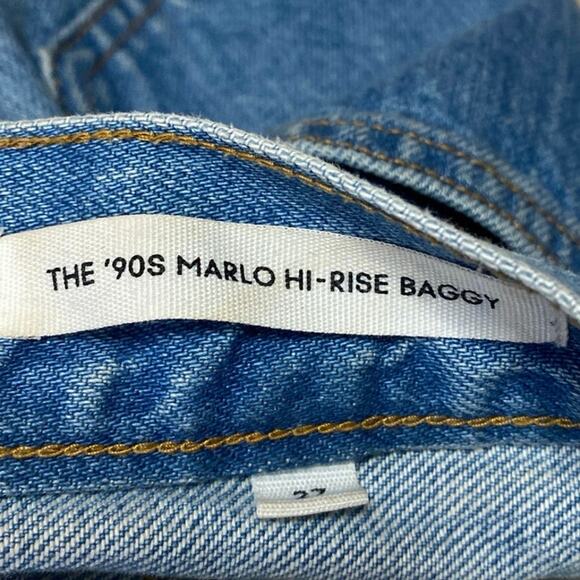 THE '90S MARLO HI-RISE BAGGY